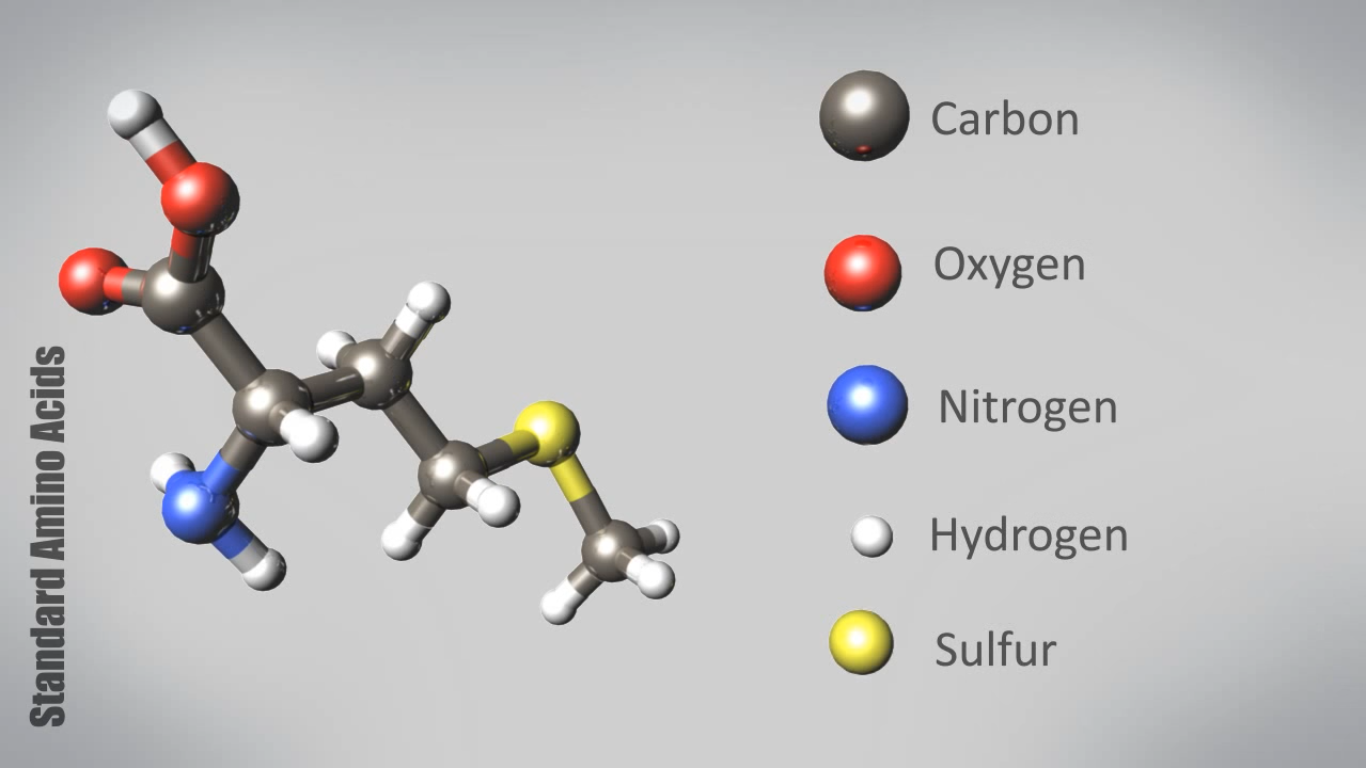 Standard Amino Acids
Carbon
Oxygen
Nitrogen
Hydrogen
Sulfur